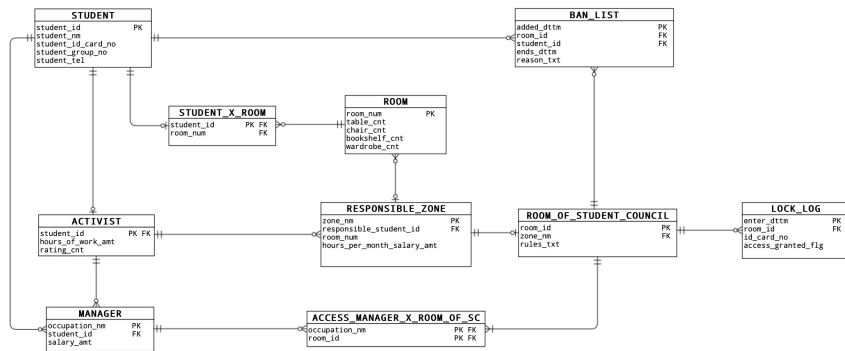 STUDENT
student_id PK
student_nm
student_id_card_no
student_group_no
student_tel
BAN_LIST
added_dttm PK
room_id FK
student_id FK
ends_dttm
reason_txt
STUDENT_X_ROOM
student_id PK FK
room_num FK
ROOM
room_num PK
table_cnt
chair_cnt
bookshelf_cnt
wardrobe_cnt
ACTIVIST
student_id PK FK
hours_of_work_amt
rating_cnt
RESPONSIBLE_ZONE
zone_nm PK
responsible_student_id FK
room_num
hours_per_month_salary_amt
ROOM_OF_STUDENT_COUNCIL
room_id PK
zone_nm FK
rules_txt
LOCK_LOG
enter_dttm PK
room_id FK
id_card_no
access_granted_flg
MANAGER
occupation_nm PK
student_id FK
salary_amt
ACCESS_MANAGER_X_ROOM_OF_SC
occupation_nm PK FK
room_id PK FK